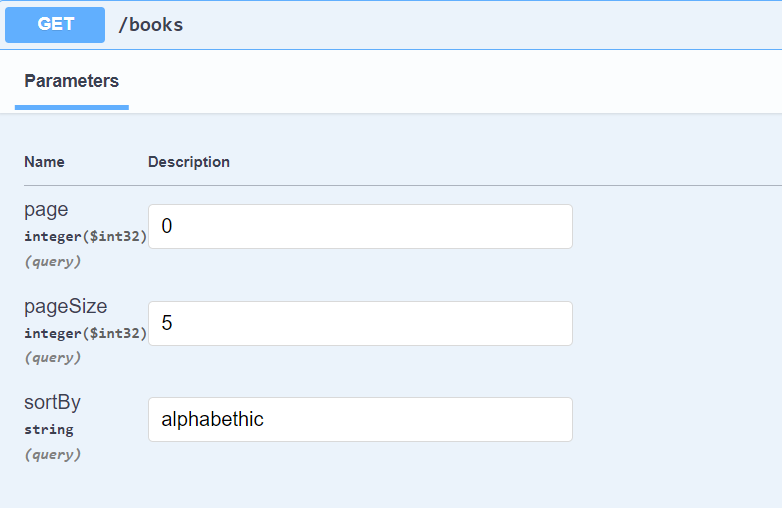 GET /books
Parameters
Name Description
page
integer($int32)
(query)
0
pageSize
integer($int32)
(query)
5
sortBy
string
(query)
alphabethic